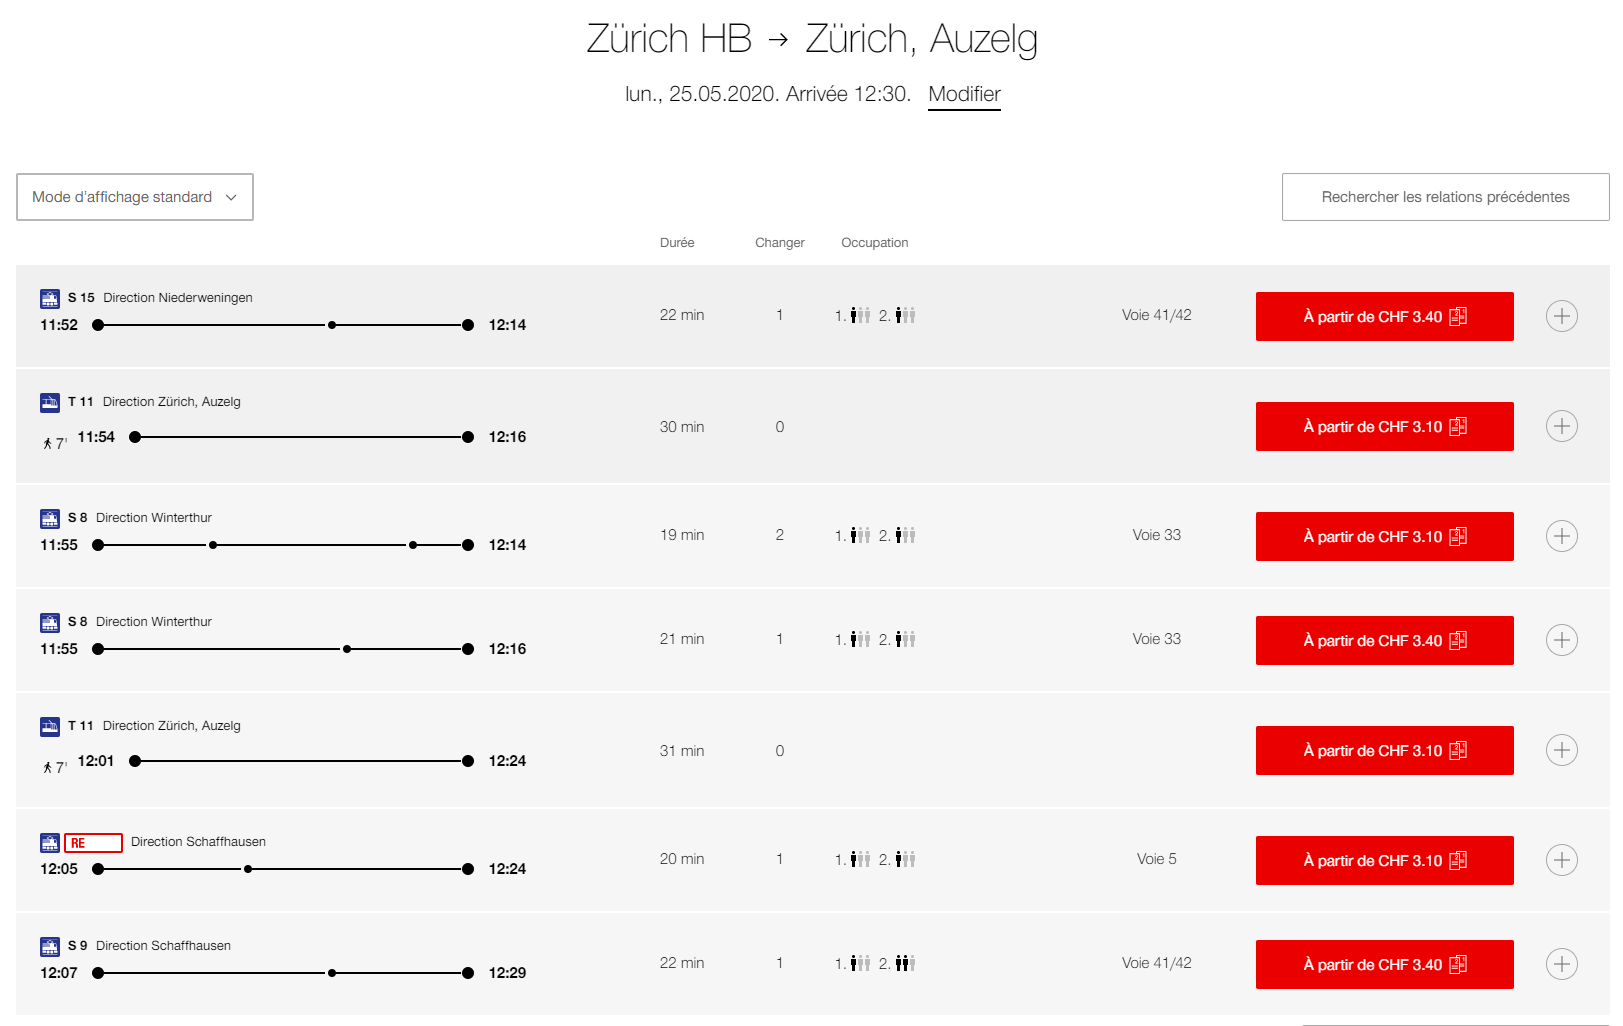 Zürich HB → Zürich, Auzelg
lun., 25.05.2020. Arrivée 12:30. Modifier
Mode d'affichage standard
Rechercher les relations précédentes
Durée Changer Occupation
S 15 Direction Niederweningen
11:52 12:14 22 min 1 1. 2. Voie 41/42 À partir de CHF 3.40
T 11 Direction Zürich, Auzelg
7' 11:54 12:16 30 min 0 À partir de CHF 3.10
S 8 Direction Winterthur
11:55 12:14 19 min 2 1. 2. Voie 33 À partir de CHF 3.10
S 8 Direction Winterthur
11:55 12:16 21 min 1 1. 2. Voie 33 À partir de CHF 3.40
T 11 Direction Zürich, Auzelg
7' 12:01 12:24 31 min 0 À partir de CHF 3.10
RE Direction Schaffhausen
12:05 12:24 20 min 1 1. 2. Voie 5 À partir de CHF 3.10
S 9 Direction Schaffhausen
12:07 12:29 22 min 1 1. 2. Voie 41/42 À partir de CHF 3.40